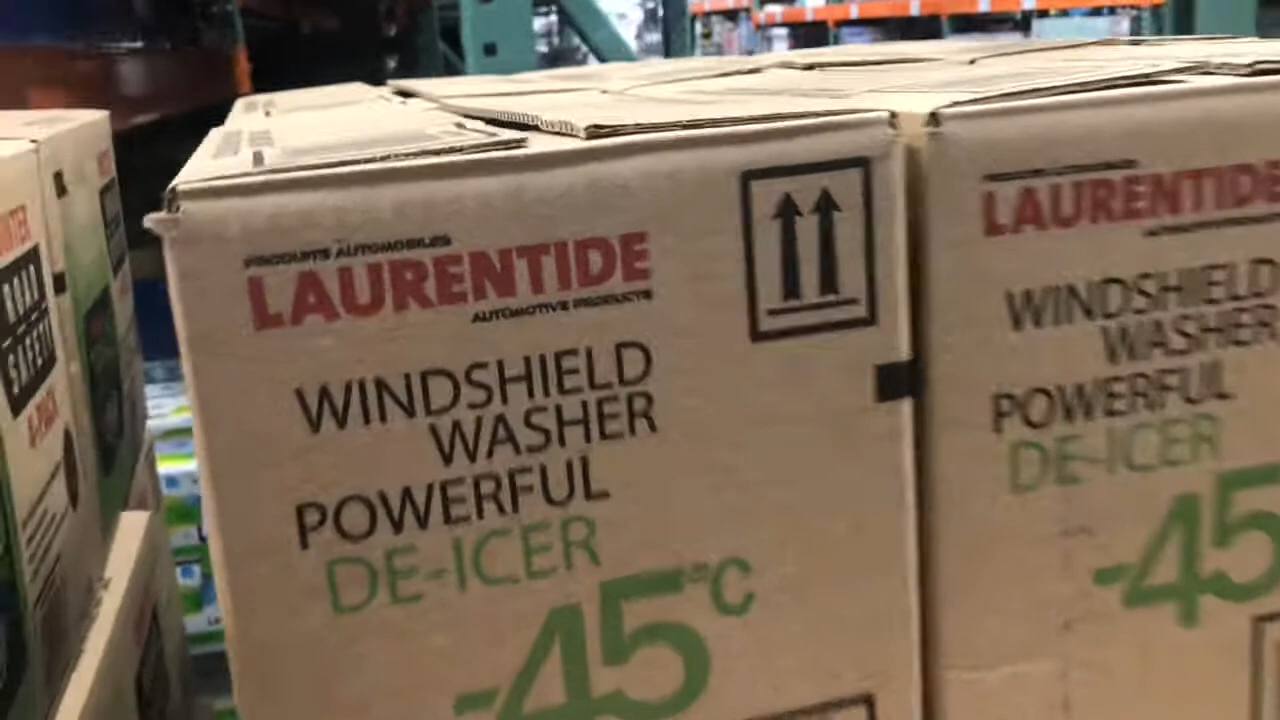 PRODUITS AUTOMOBILES
LAURENTIDE
AUTOMOTIVE PRODUCTS
WINDSHIELD
WASHER
POWERFUL
DE-ICER
-45°C
LAURENTIDE
WINDSHIELD
WASHER
POWERFUL
DE-ICER
-45
ROAD
SAFETY